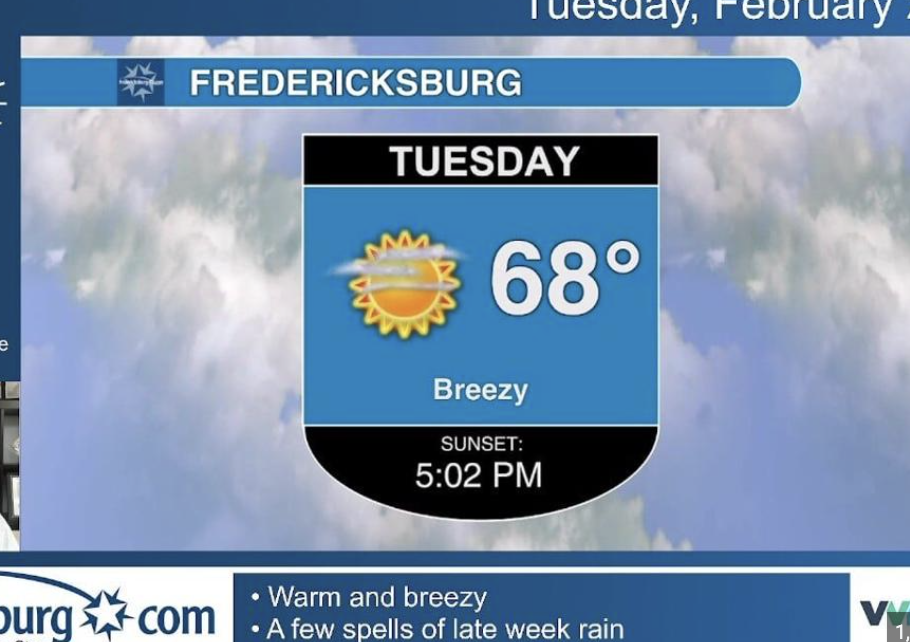 Tuesday, February
FREDERICKSBURG
TUESDAY
68°
Breezy
SUNSET:
5:02 PM
burg com
• Warm and breezy
• A few spells of late week rain
1